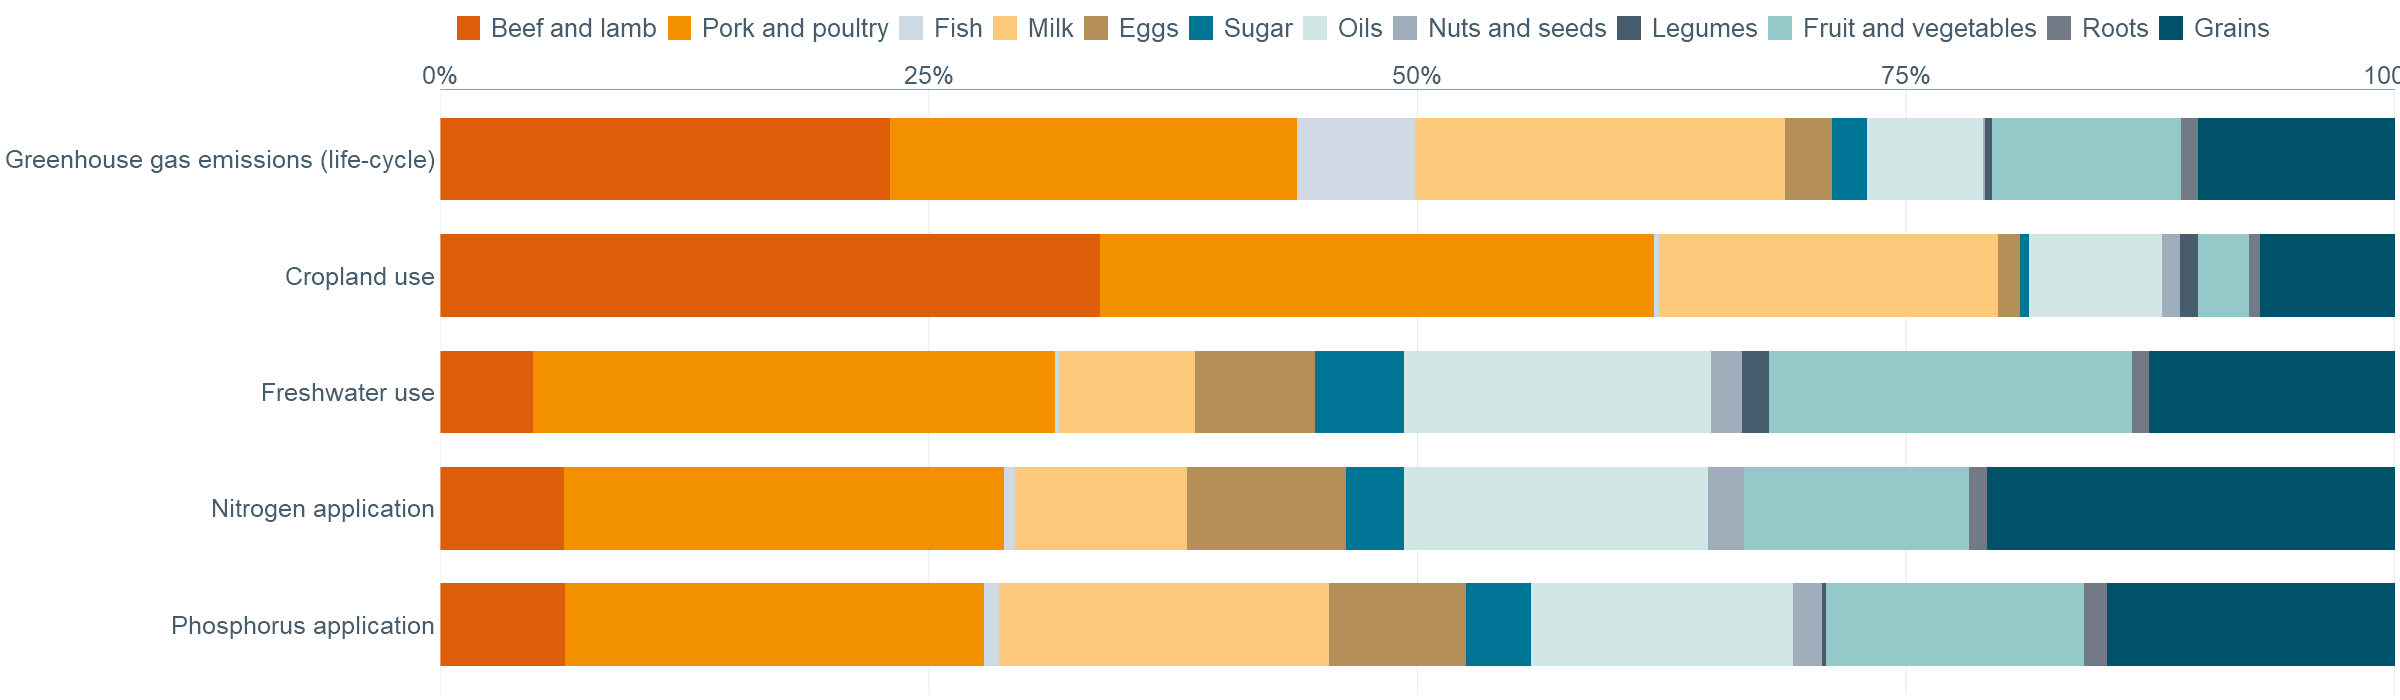 Beef and lamb Pork and poultry Fish Milk Eggs Sugar Oils Nuts and seeds Legumes Fruit and vegetables Roots Grains
0% 25% 50% 75% 100
Greenhouse gas emissions (life-cycle)
Cropland use
Freshwater use
Nitrogen application
Phosphorus application